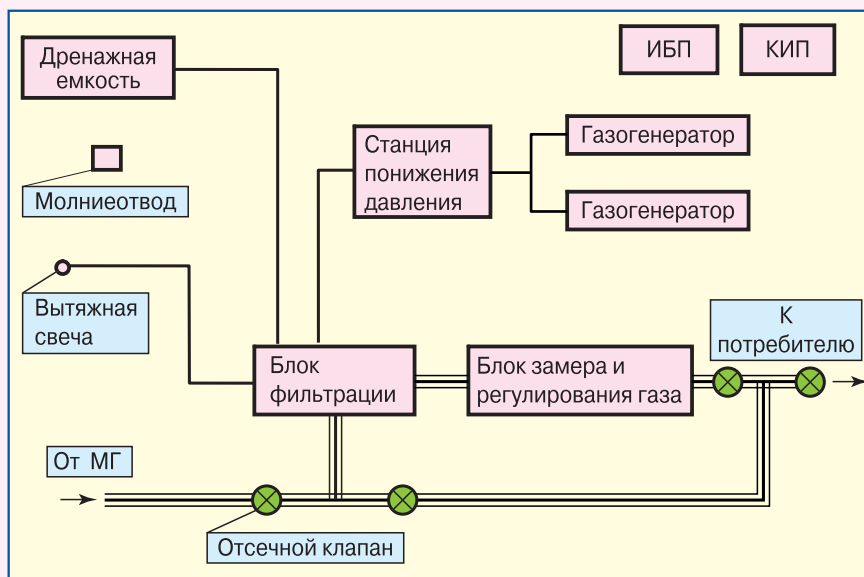 Дренажная
емкость
ИБП
КИП
Станция
понижения
давления
Газогенератор
Газогенератор
Молниеотвод
Вытяжная
свеча
Блок
фильтрации
Блок замера и
регулирования газа
К
потребителю
От МГ
Отсечной клапан